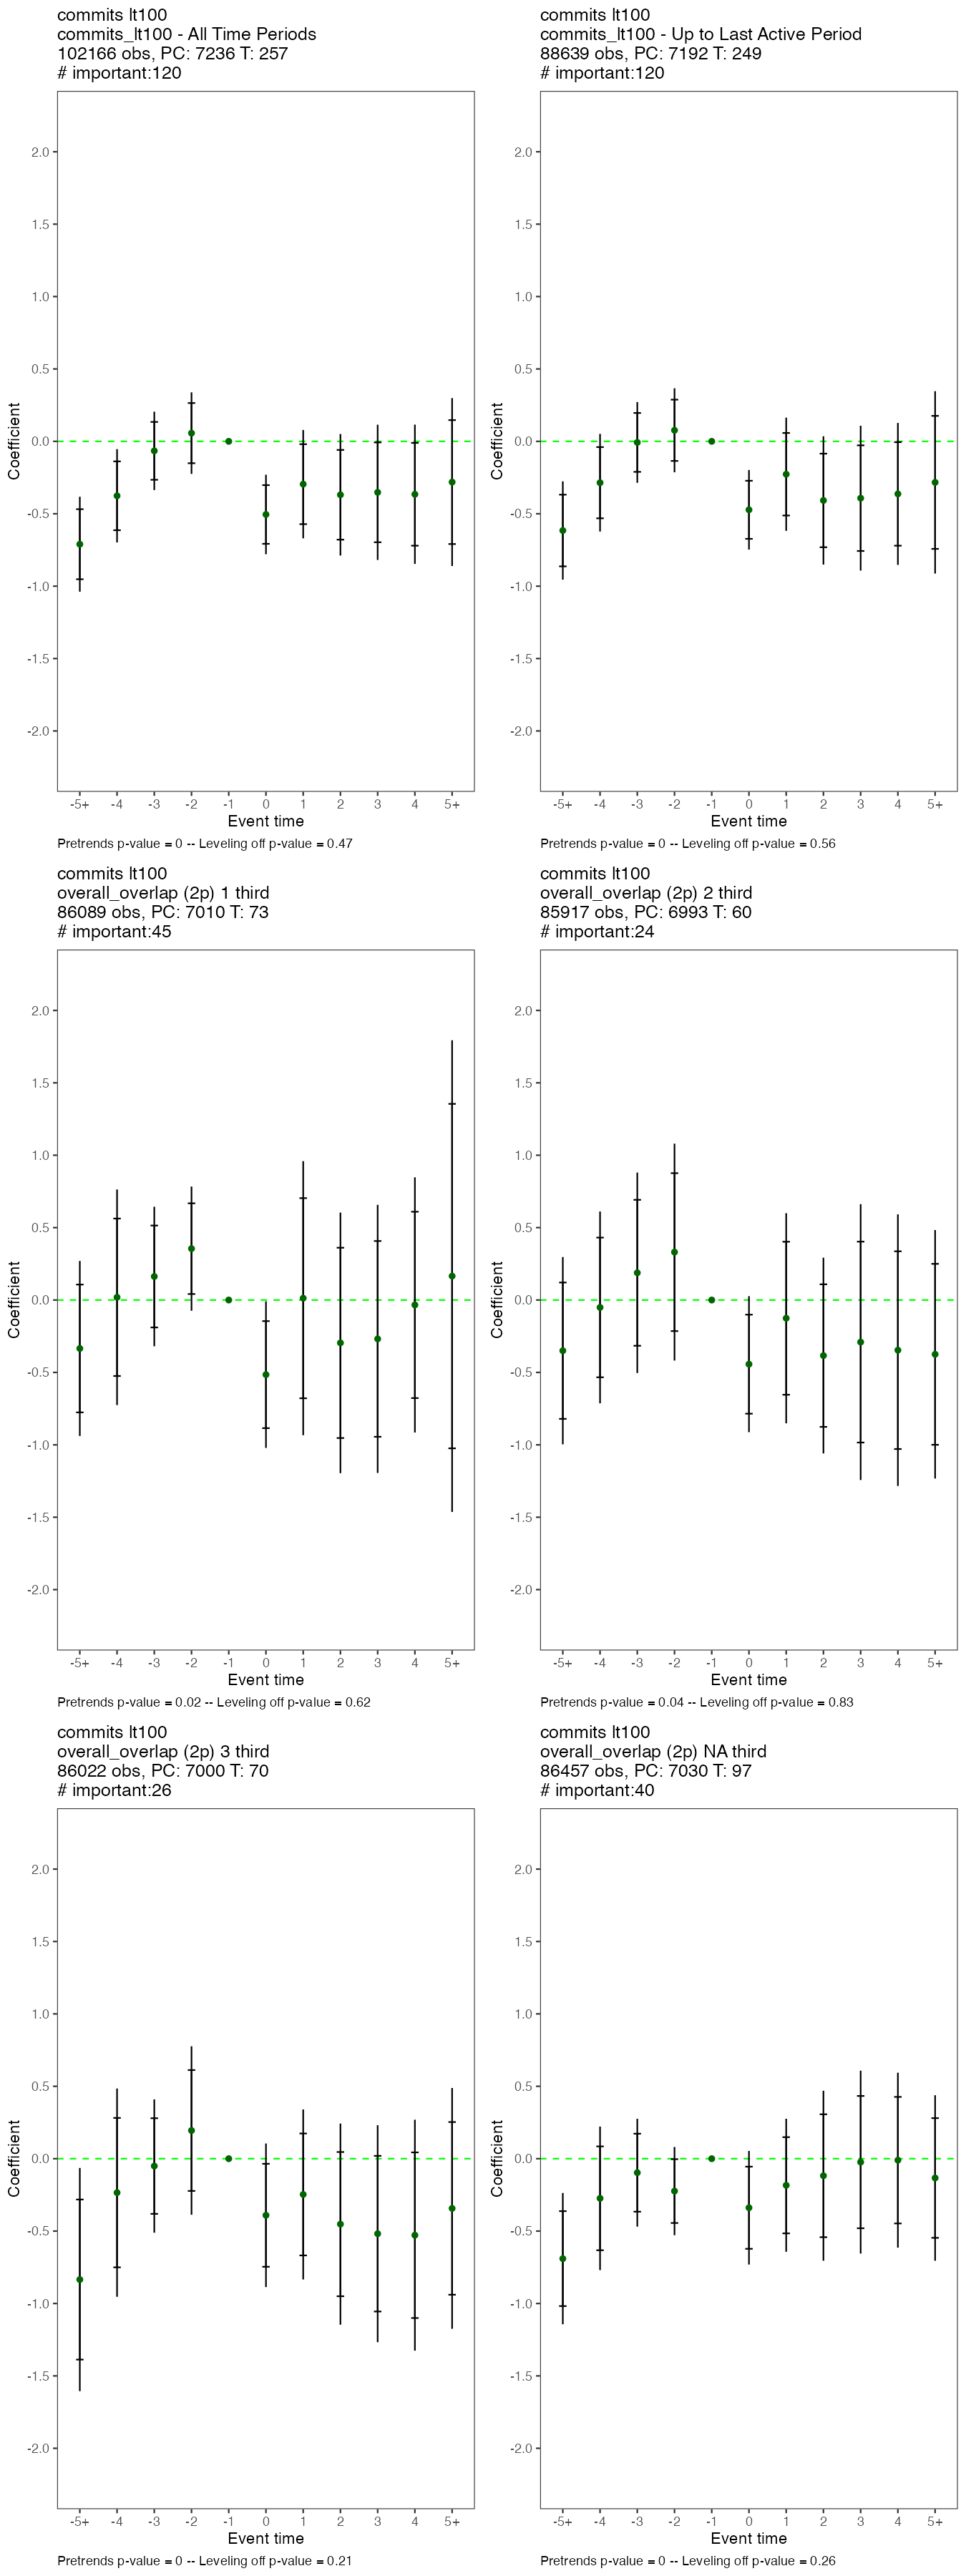 commits lt100
commits_lt100 - All Time Periods
102166 obs, PC: 7236 T: 257
# important:120
2.0
1.5
1.0
0.5
0.0
-0.5
-1.0
-1.5
-2.0
Coefficient
-5+ -4 -3 -2 -1 0 1 2 3 4 5+
Event time
Pretrends p-value = 0 -- Leveling off p-value = 0.47
commits lt100
commits_lt100 - Up to Last Active Period
88639 obs, PC: 7192 T: 249
# important:120
2.0
1.5
1.0
0.5
0.0
-0.5
-1.0
-1.5
-2.0
Coefficient
-5+ -4 -3 -2 -1 0 1 2 3 4 5+
Event time
Pretrends p-value = 0 -- Leveling off p-value = 0.56
commits lt100
overall_overlap (2p) 1 third
86089 obs, PC: 7010 T: 73
# important:45
2.0
1.5
1.0
0.5
0.0
-0.5
-1.0
-1.5
-2.0
Coefficient
-5+ -4 -3 -2 -1 0 1 2 3 4 5+
Event time
Pretrends p-value = 0.02 -- Leveling off p-value = 0.62
commits lt100
overall_overlap (2p) 2 third
85917 obs, PC: 6993 T: 60
# important:24
2.0
1.5
1.0
0.5
0.0
-0.5
-1.0
-1.5
-2.0
Coefficient
-5+ -4 -3 -2 -1 0 1 2 3 4 5+
Event time
Pretrends p-value = 0.04 -- Leveling off p-value = 0.83
commits lt100
overall_overlap (2p) 3 third
86022 obs, PC: 7000 T: 70
# important:26
2.0
1.5
1.0
0.5
0.0
-0.5
-1.0
-1.5
-2.0
Coefficient
-5+ -4 -3 -2 -1 0 1 2 3 4 5+
Event time
Pretrends p-value = 0 -- Leveling off p-value = 0.21
commits lt100
overall_overlap (2p) NA third
86457 obs, PC: 7030 T: 97
# important:40
2.0
1.5
1.0
0.5
0.0
-0.5
-1.0
-1.5
-2.0
Coefficient
-5+ -4 -3 -2 -1 0 1 2 3 4 5+
Event time
Pretrends p-value = 0 -- Leveling off p-value = 0.26